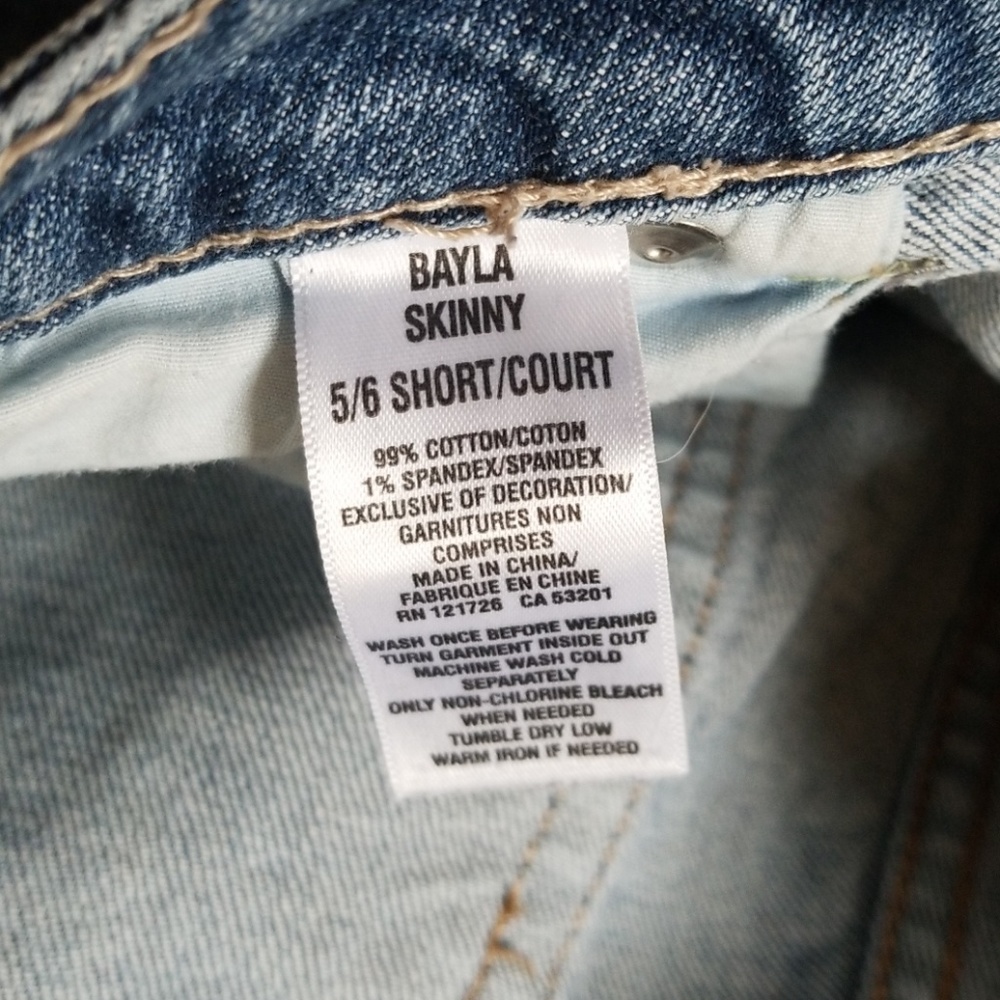 BAYLA
SKINNY
5/6 SHORT/COURT
99% COTTON/COTON
1% SPANDEX/SPANDEX
EXCLUSIVE OF DECORATION/
GARNITURES NON
COMPRISES
MADE IN CHINA/
FABRIQUE EN CHINE
RN 121726 CA 53201
WASH ONCE BEFORE WEARING
TURN GARMENT INSIDE OUT
MACHINE WASH COLD
SEPARATELY
ONLY NON-CHLORINE BLEACH
WHEN NEEDED
TUMBLE DRY LOW
WARM IRON IF NEEDED